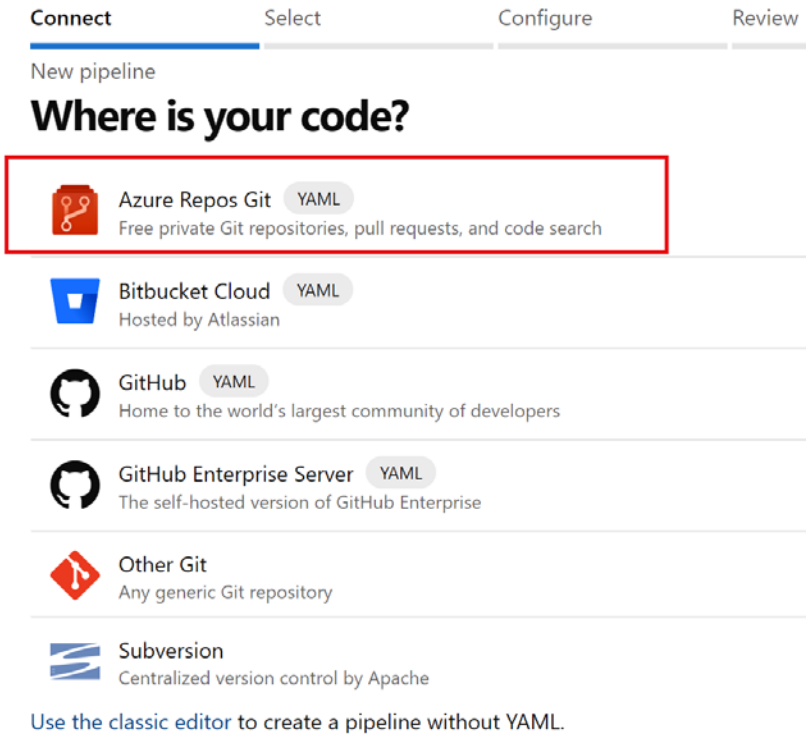 Connect Select Configure Review
New pipeline
Where is your code?
Azure Repos Git YAML
Free private Git repositories, pull requests, and code search
Bitbucket Cloud YAML
Hosted by Atlassian
GitHub YAML
Home to the world's largest community of developers
GitHub Enterprise Server YAML
The self-hosted version of GitHub Enterprise
Other Git
Any generic Git repository
Subversion
Centralized version control by Apache
Use the classic editor to create a pipeline without YAML.